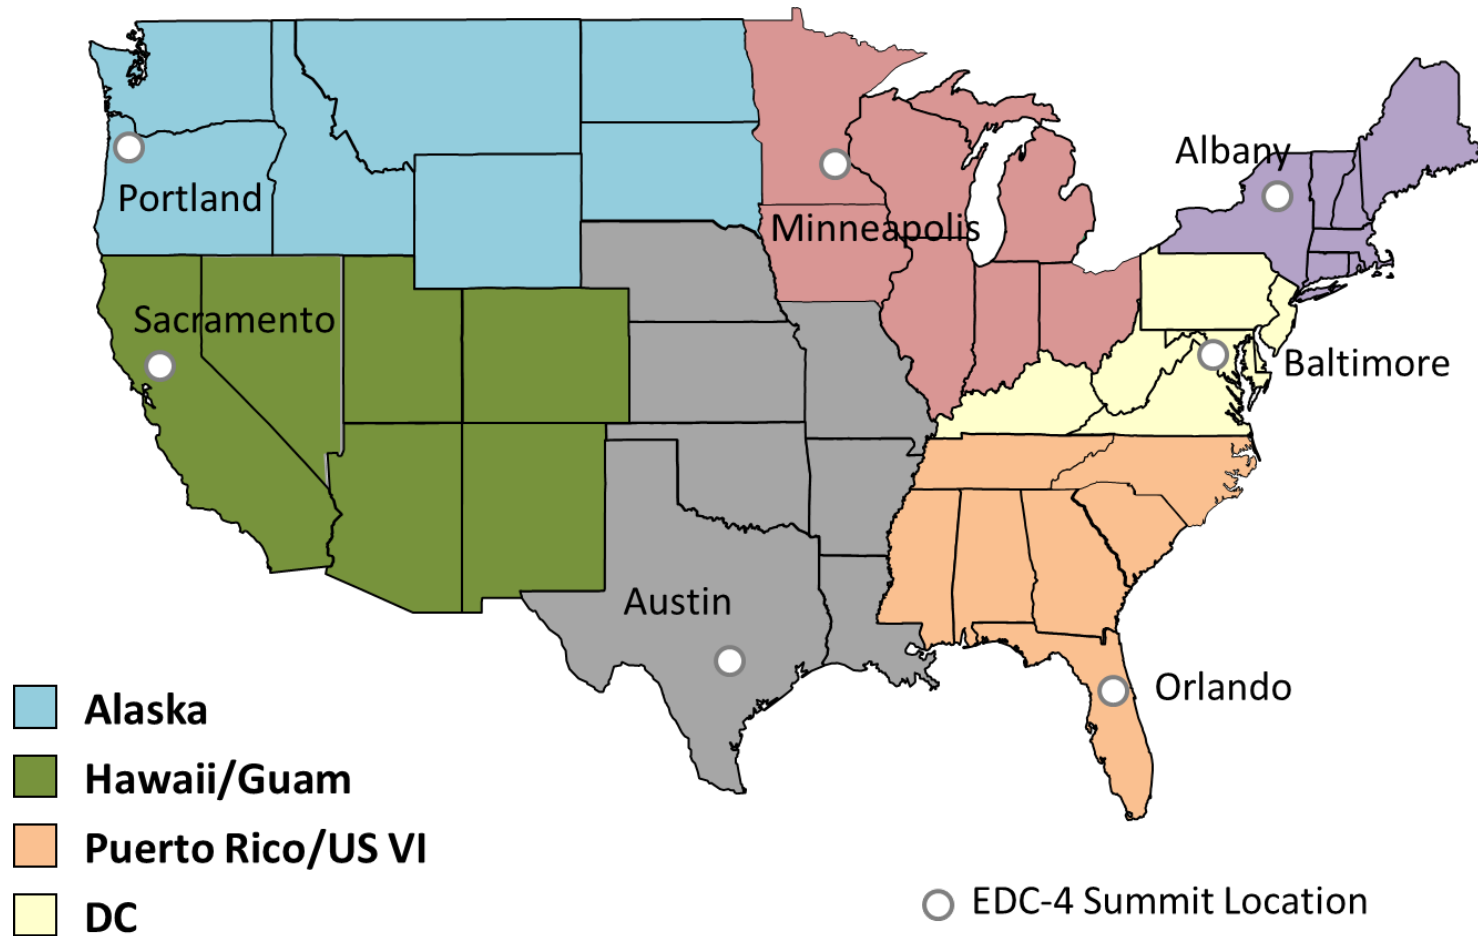 Albany
Portland
Minneapolis
Sacramento
Baltimore
Austin
Orlando
Alaska
Hawaii/Guam
Puerto Rico/US VI
DC
EDC-4 Summit Location